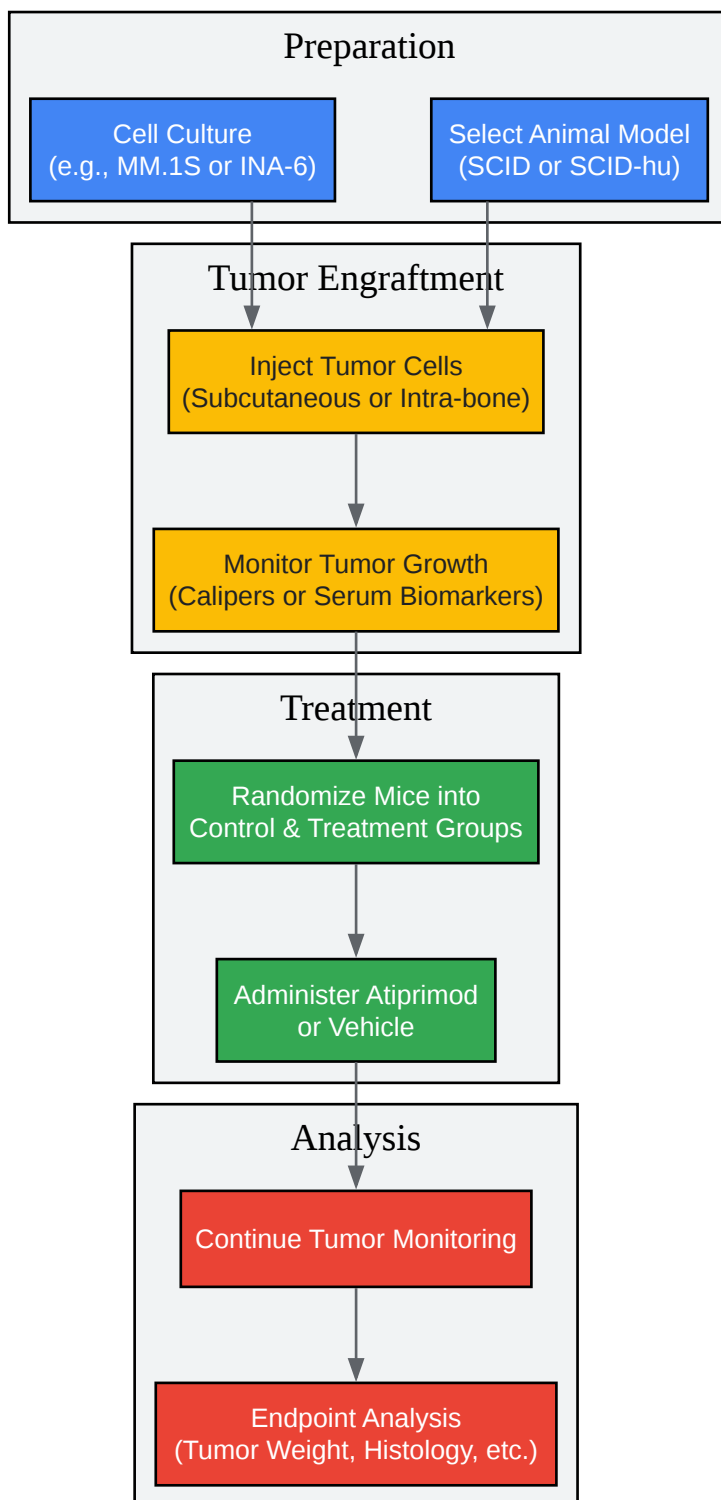 Preparation
Cell Culture
(e.g., MM.1S or INA-6)
Select Animal Model
(SCID or SCID-hu)
Tumor Engraftment
Inject Tumor Cells
(Subcutaneous or Intra-bone)
Monitor Tumor Growth
(Calipers or Serum Biomarkers)
Treatment
Randomize Mice into
Control & Treatment Groups
Administer Atiprimod
or Vehicle
Analysis
Continue Tumor Monitoring
Endpoint Analysis
(Tumor Weight, Histology, etc.)